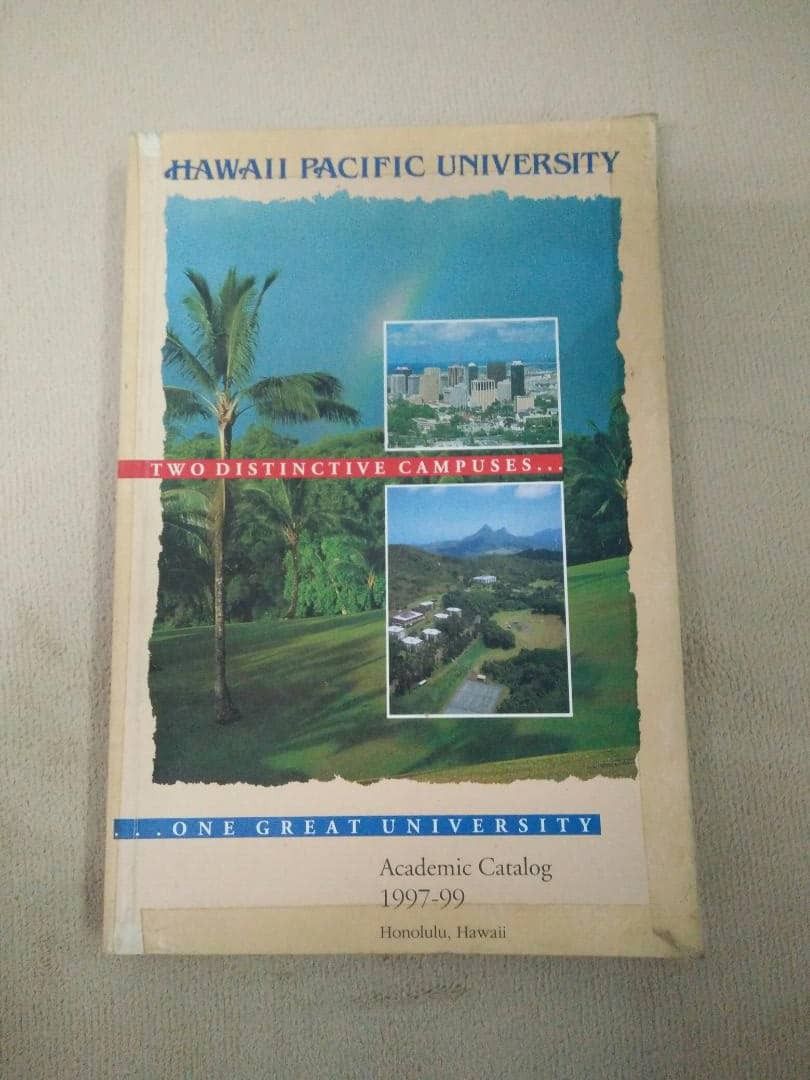 HAWAII PACIFIC UNIVERSITY
TWO DISTINCTIVE CAMPUSES...
...ONE GREAT UNIVERSITY
Academic Catalog
1997-99
Honolulu, Hawaii